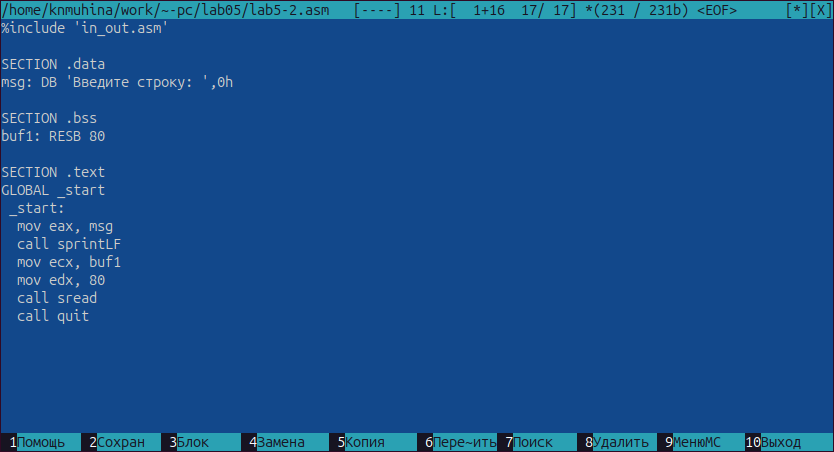 /home/knmuhina/work/~-pc/lab05/lab5-2.asm   [----] 11 L:[  1+16  17/ 17] *(231 / 231b) <EOF>      [*][X]
%include 'in_out.asm'
SECTION .data
msg: DB 'Введите строку: ',0h
SECTION .bss
buf1: RESB 80
SECTION .text
GLOBAL _start
 _start:
  mov eax, msg
  call sprintLF
  mov ecx, buf1
  mov edx, 80
  call sread
  call quit
 1Помощь  2Сохран  3Блок  4Замена  5Копия  6Пере~ить 7Поиск  8Удалить  9МенюMC  10Выход